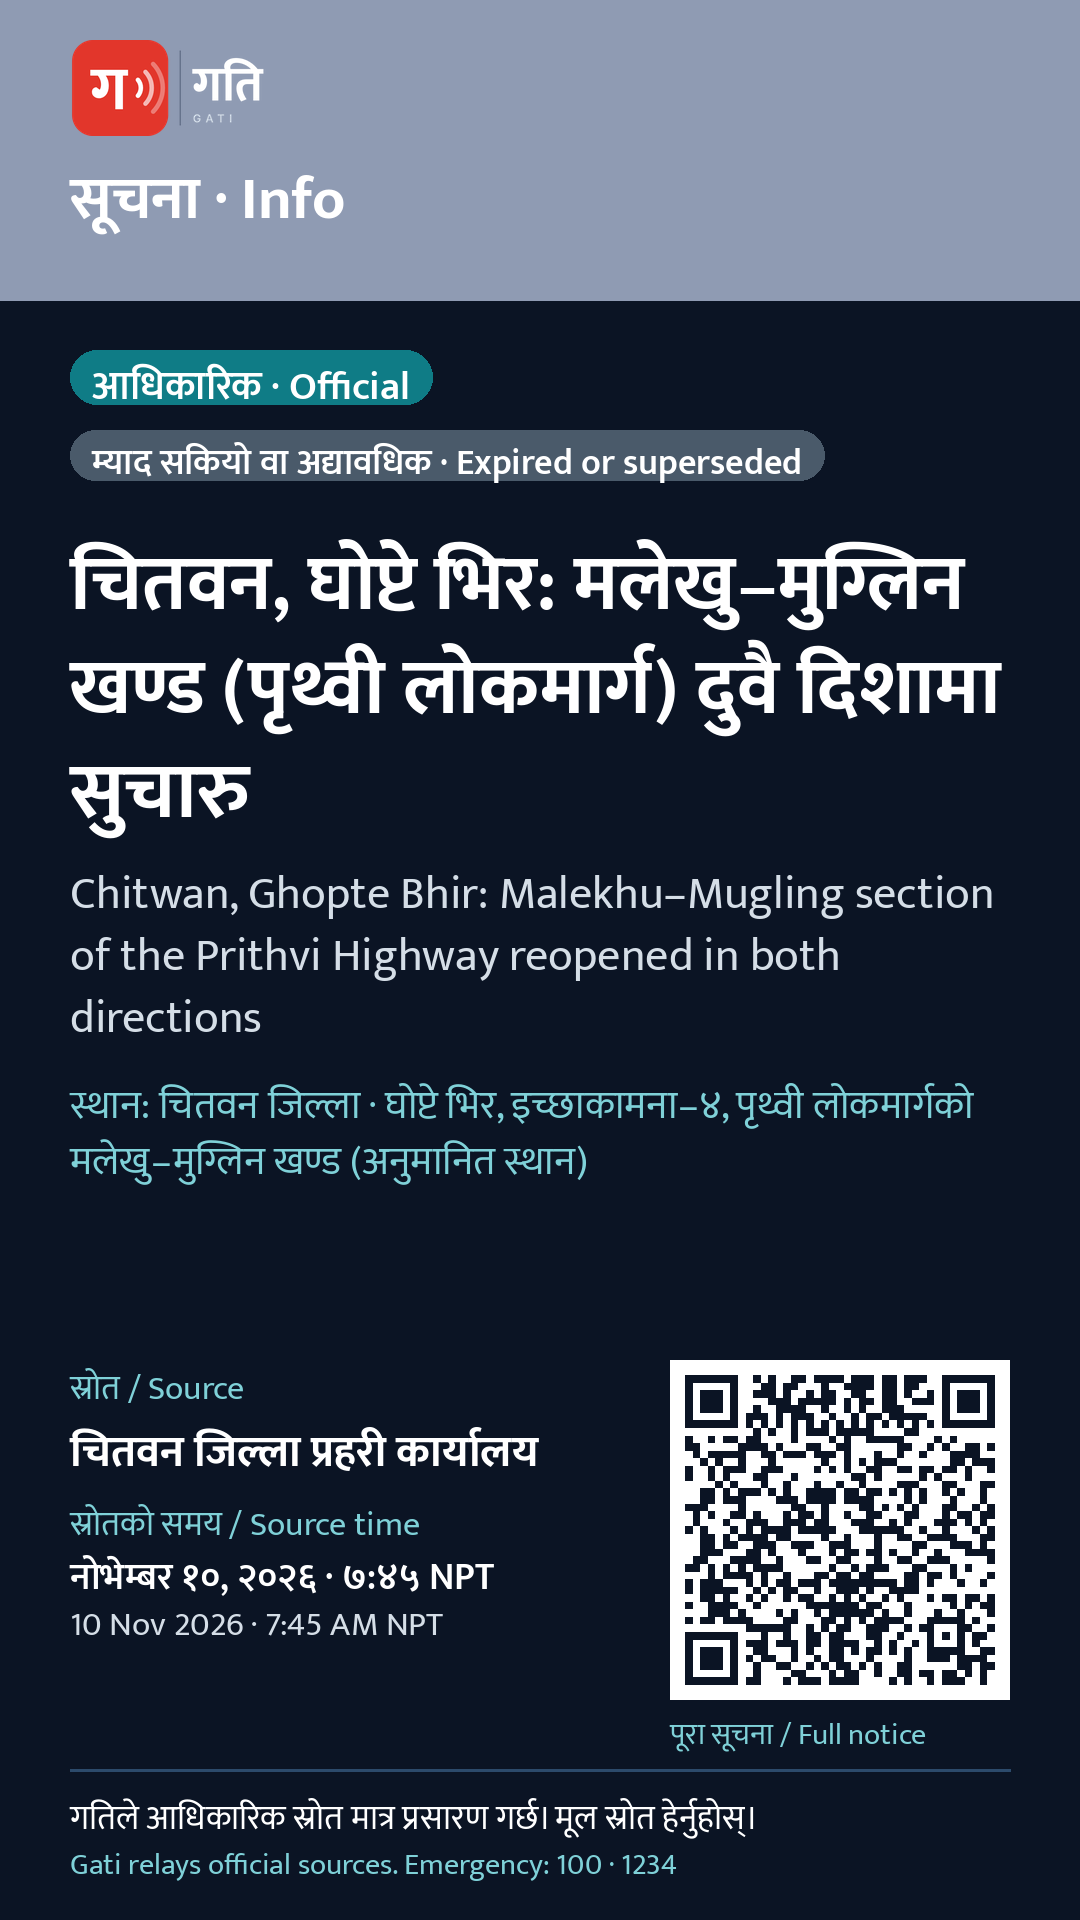 ग
गति
GATI
सूचना · Info
आधिकारिक · Official
म्याद सकियो वा अद्यावधिक · Expired or superseded
चितवन, घोप्टे भिर: मलेखु–मुग्लिन
खण्ड (पृथ्वी लोकमार्ग) दुवै दिशामा
सुचारु
Chitwan, Ghopte Bhir: Malekhu–Mugling section
of the Prithvi Highway reopened in both
directions
स्थान: चितवन जिल्ला · घोप्टे भिर, इच्छाकामना–४, पृथ्वी लोकमार्गको
मलेखु–मुग्लिन खण्ड (अनुमानित स्थान)
स्रोत / Source
चितवन जिल्ला प्रहरी कार्यालय
स्रोतको समय / Source time
नोभेम्बर १०, २०२६ · ७:४५ NPT
10 Nov 2026 · 7:45 AM NPT
पूरा सूचना / Full notice
गतिले आधिकारिक स्रोत मात्र प्रसारण गर्छ। मूल स्रोत हेर्नुहोस्।
Gati relays official sources. Emergency: 100 · 1234